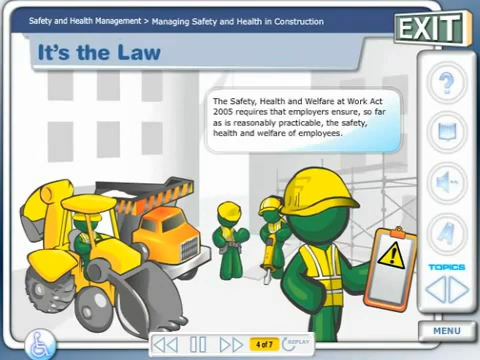 Safety and Health Management > Managing Safety and Health in Construction
EXIT
It's the Law
The Safety, Health and Welfare at Work Act
2005 requires that employers ensure, so far
as is reasonably practicable, the safety,
health and welfare of employees.
?
A
TOPICS
MENU
4 of 7
REPLAY